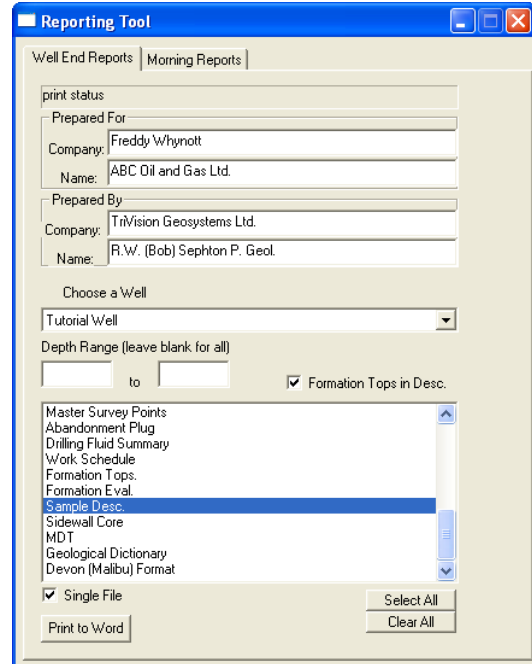 Reporting Tool
Well End Reports Morning Reports
print status
Prepared For
Company: Freddy Whynott
Name: ABC Oil and Gas Ltd.
Prepared By
Company: TriVision Geosystems Ltd.
Name: R.W. (Bob) Sephton P. Geol.
Choose a Well
Tutorial Well
Depth Range (leave blank for all)
to Formation Tops in Desc.
Master Survey Points
Abandonment Plug
Drilling Fluid Summary
Work Schedule
Formation Tops.
Formation Eval.
Sample Desc.
Sidewall Core
MDT
Geological Dictionary
Devon (Malibu) Format
Single File Select All
Print to Word Clear All